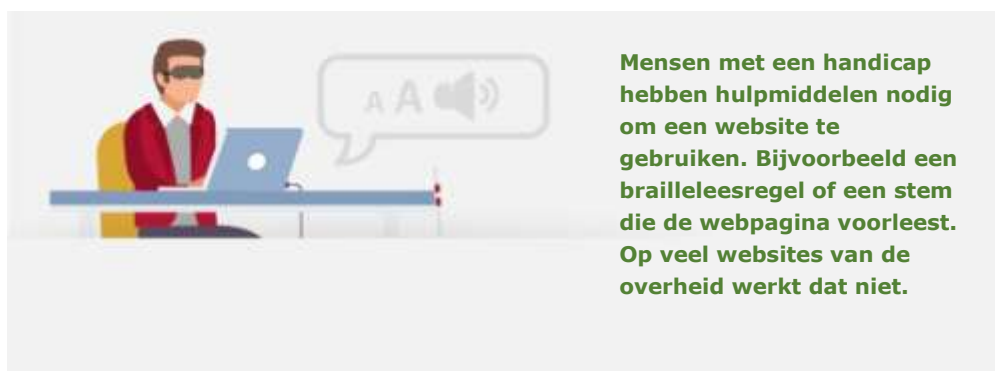 A A
Mensen met een handicap
hebben hulpmiddelen nodig
om een website te
gebruiken. Bijvoorbeeld een
brailleleesregel of een stem
die de webpagina voorleest.
Op veel websites van de
overheid werkt dat niet.